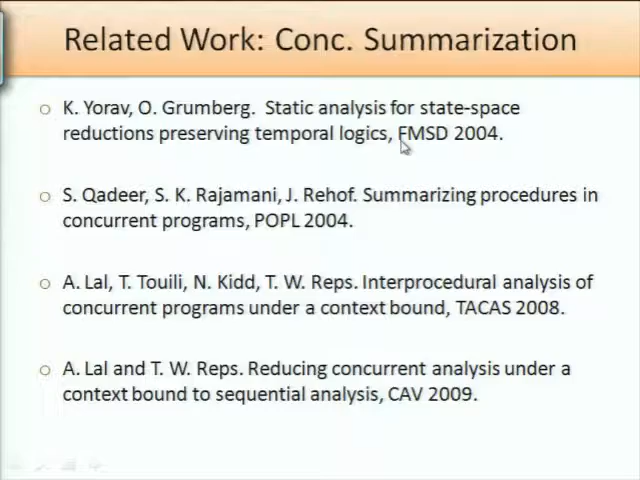 Related Work: Conc. Summarization
K. Yorav, O. Grumberg. Static analysis for state-space
reductions preserving temporal logics, FMSD 2004.
S. Qadeer, S. K. Rajamani, J. Rehof. Summarizing procedures in
concurrent programs, POPL 2004.
A. Lal, T. Touili, N. Kidd, T. W. Reps. Interprocedural analysis of
concurrent programs under a context bound, TACAS 2008.
A. Lal and T. W. Reps. Reducing concurrent analysis under a
context bound to sequential analysis, CAV 2009.